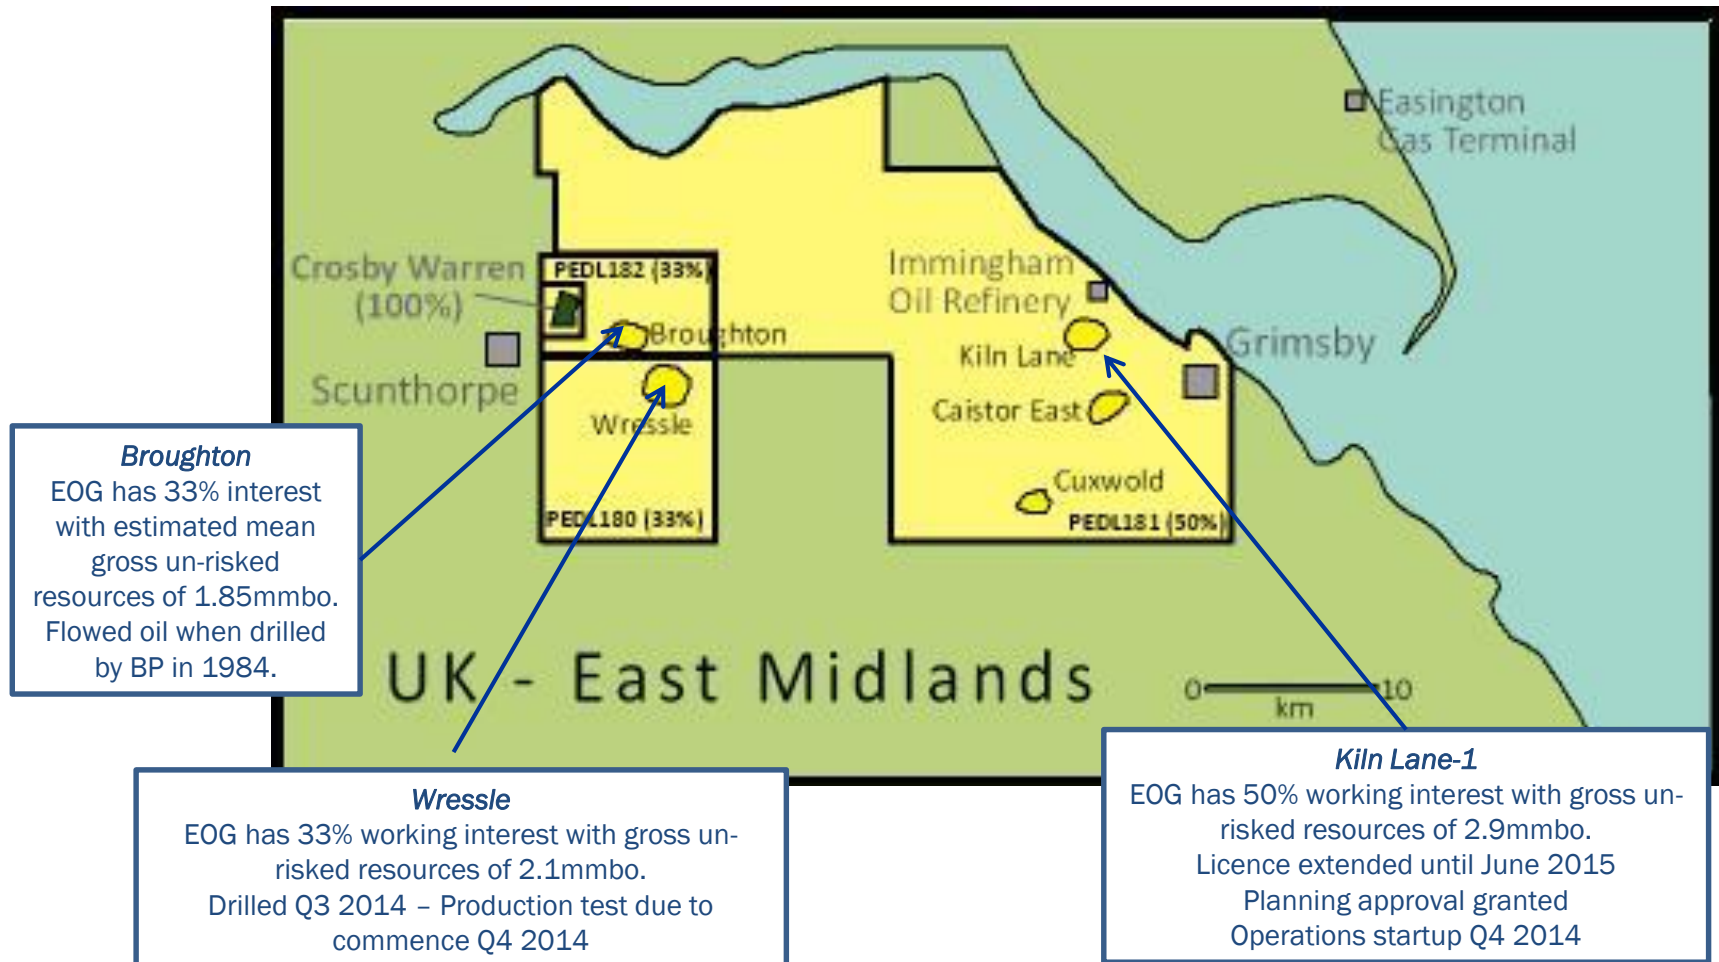 Easington
Gas Terminal
Crosby Warren
(100%)
PEDL182 (33%)
Immingham
Oil Refinery
Broughton
Kiln Lane
Grimsby
Scunthorpe
Wressle
Caistor East
Cuxwold
PEDL180 (33%)
PEDL181 (50%)
UK - East Midlands
0 10
km
Broughton
EOG has 33% interest
with estimated mean
gross un-risked
resources of 1.85mmbo.
Flowed oil when drilled
by BP in 1984.
Wressle
EOG has 33% working interest with gross un-
risked resources of 2.1mmbo.
Drilled Q3 2014 – Production test due to
commence Q4 2014
Kiln Lane-1
EOG has 50% working interest with gross un-
risked resources of 2.9mmbo.
Licence extended until June 2015
Planning approval granted
Operations startup Q4 2014